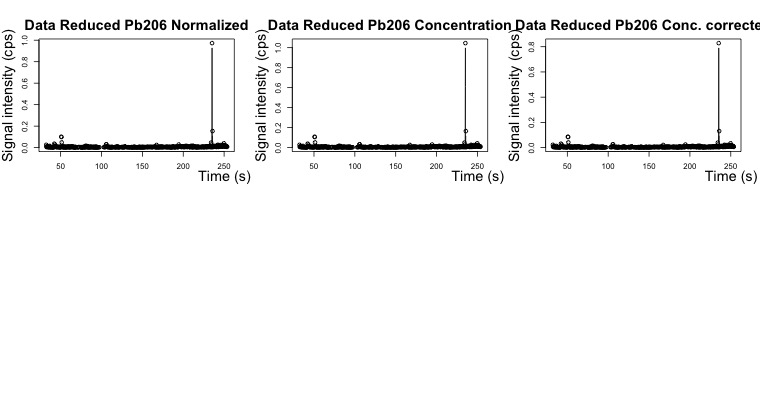 Data Reduced Pb206 Normalized
Signal intensity (cps)
0.0 0.2 0.4 0.6 0.8 1.0
50 100 150 200 250
Time (s)
Data Reduced Pb206 Concentration
Signal intensity (cps)
0.0 0.2 0.4 0.6 0.8 1.0
50 100 150 200 250
Time (s)
Data Reduced Pb206 Conc. correcte
Signal intensity (cps)
0.0 0.2 0.4 0.6 0.8
50 100 150 200 250
Time (s)